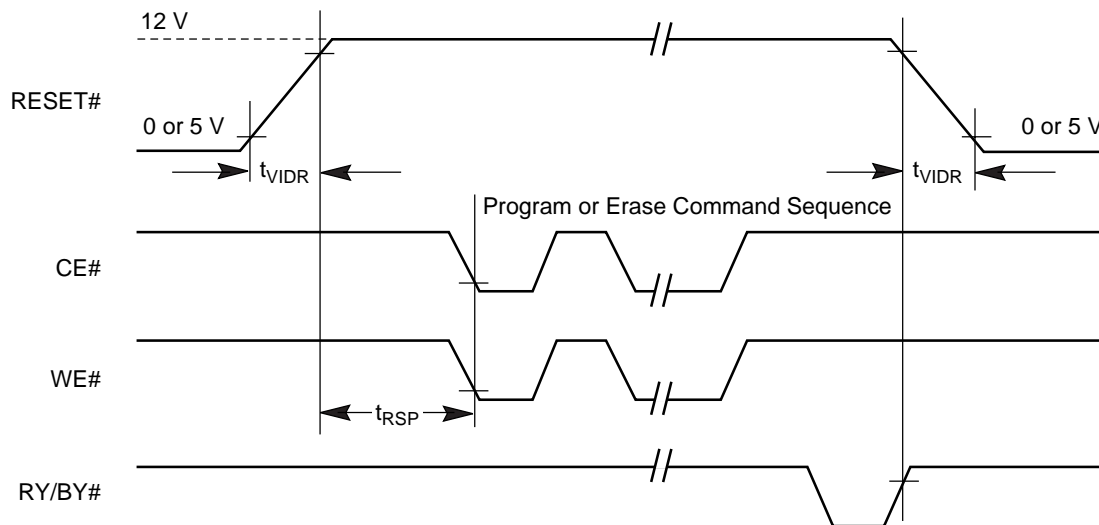 12 V
RESET#
0 or 5 V
0 or 5 V
tVIDR
tVIDR
Program or Erase Command Sequence
CE#
WE#
tRSP
RY/BY#